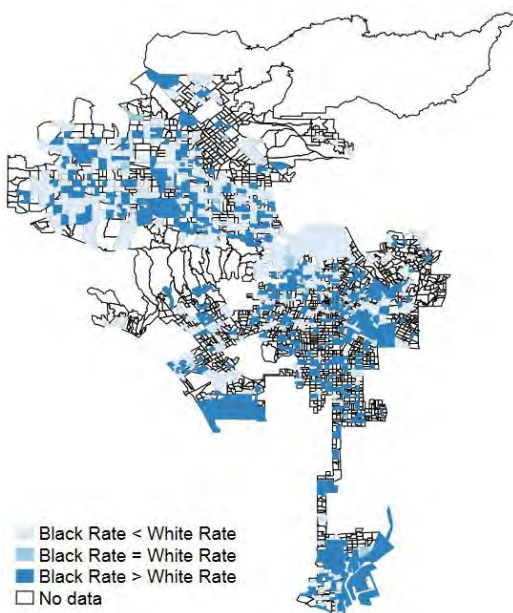 Black Rate < White Rate
Black Rate = White Rate
Black Rate > White Rate
No data